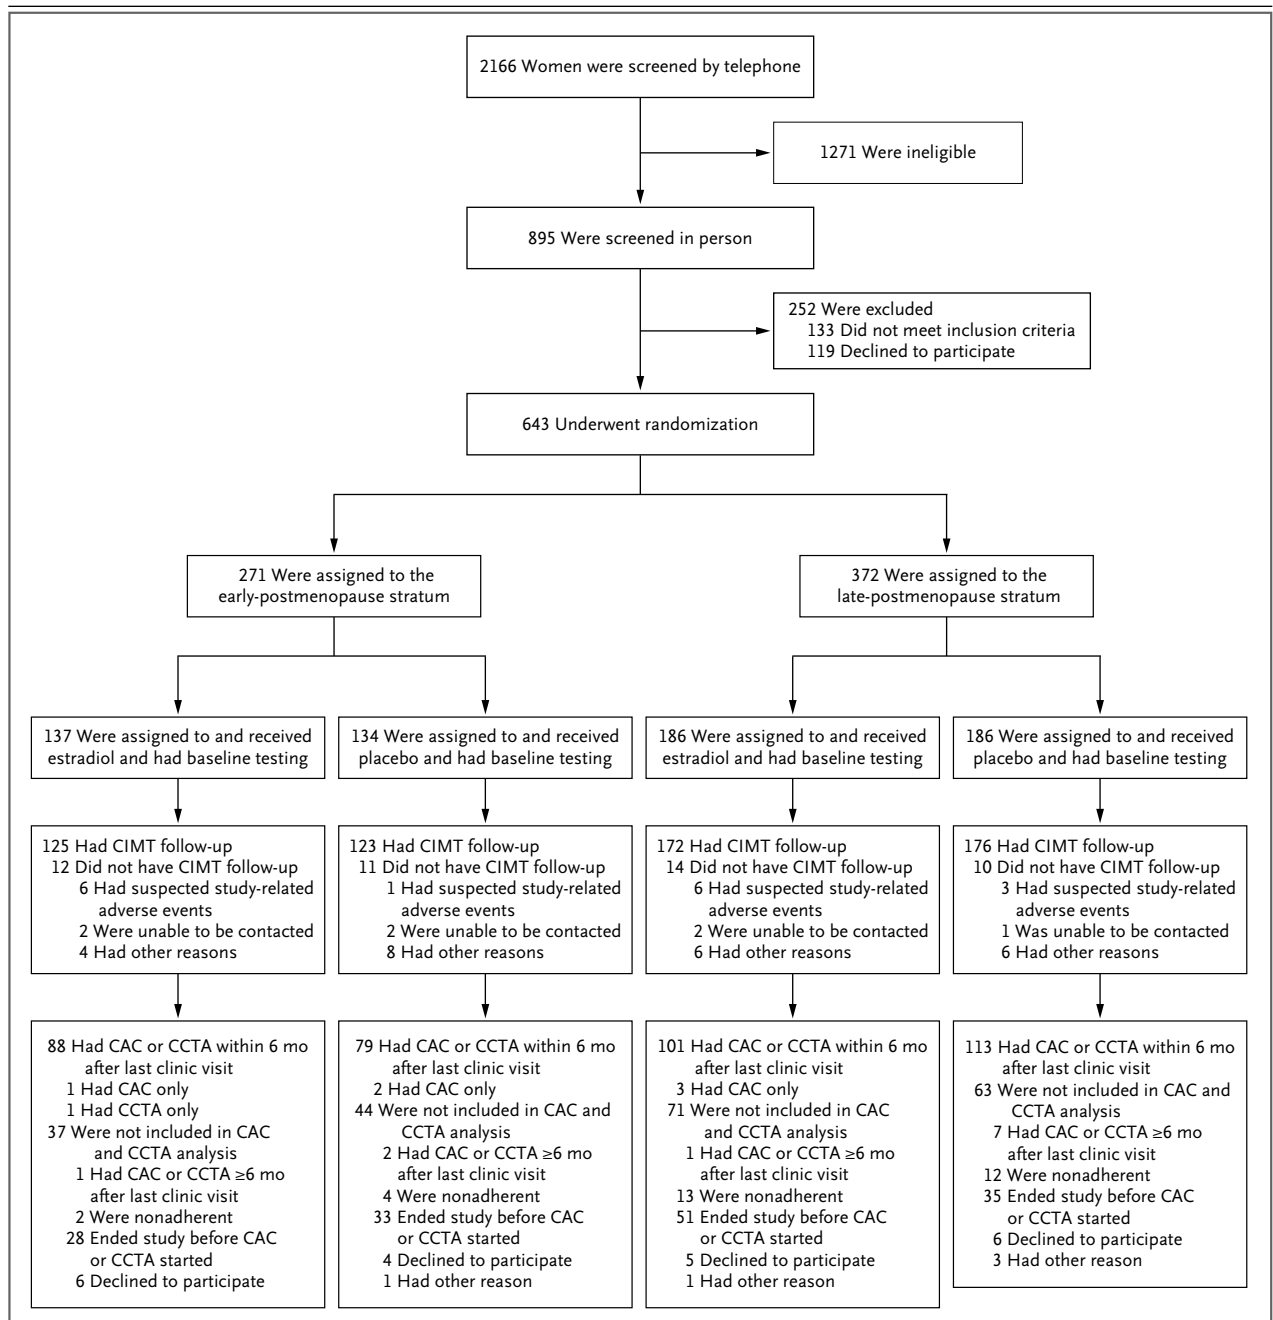 2166 Women were screened by telephone
1271 Were ineligible
895 Were screened in person
252 Were excluded
133 Did not meet inclusion criteria
119 Declined to participate
643 Underwent randomization
271 Were assigned to the
early-postmenopause stratum
372 Were assigned to the
late-postmenopause stratum
137 Were assigned to and received
estradiol and had baseline testing
134 Were assigned to and received
placebo and had baseline testing
186 Were assigned to and received
estradiol and had baseline testing
186 Were assigned to and received
placebo and had baseline testing
125 Had CIMT follow-up
12 Did not have CIMT follow-up
6 Had suspected study-related
adverse events
2 Were unable to be contacted
4 Had other reasons
123 Had CIMT follow-up
11 Did not have CIMT follow-up
1 Had suspected study-related
adverse events
2 Were unable to be contacted
8 Had other reasons
172 Had CIMT follow-up
14 Did not have CIMT follow-up
6 Had suspected study-related
adverse events
2 Were unable to be contacted
6 Had other reasons
176 Had CIMT follow-up
10 Did not have CIMT follow-up
3 Had suspected study-related
adverse events
1 Was unable to be contacted
6 Had other reasons
88 Had CAC or CCTA within 6 mo
after last clinic visit
1 Had CAC only
1 Had CCTA only
37 Were not included in CAC
and CCTA analysis
1 Had CAC or CCTA ≥6 mo
after last clinic visit
2 Were nonadherent
28 Ended study before CAC
or CCTA started
6 Declined to participate
79 Had CAC or CCTA within 6 mo
after last clinic visit
2 Had CAC only
44 Were not included in CAC and
CCTA analysis
2 Had CAC or CCTA ≥6 mo
after last clinic visit
4 Were nonadherent
33 Ended study before CAC
or CCTA started
4 Declined to participate
1 Had other reason
101 Had CAC or CCTA within 6 mo
after last clinic visit
3 Had CAC only
71 Were not included in CAC
and CCTA analysis
1 Had CAC or CCTA ≥6 mo
after last clinic visit
13 Were nonadherent
51 Ended study before CAC
or CCTA started
5 Declined to participate
1 Had other reason
113 Had CAC or CCTA within 6 mo
after last clinic visit
63 Were not included in CAC and
CCTA analysis
7 Had CAC or CCTA ≥6 mo
after last clinic visit
12 Were nonadherent
35 Ended study before CAC
or CCTA started
6 Declined to participate
3 Had other reason